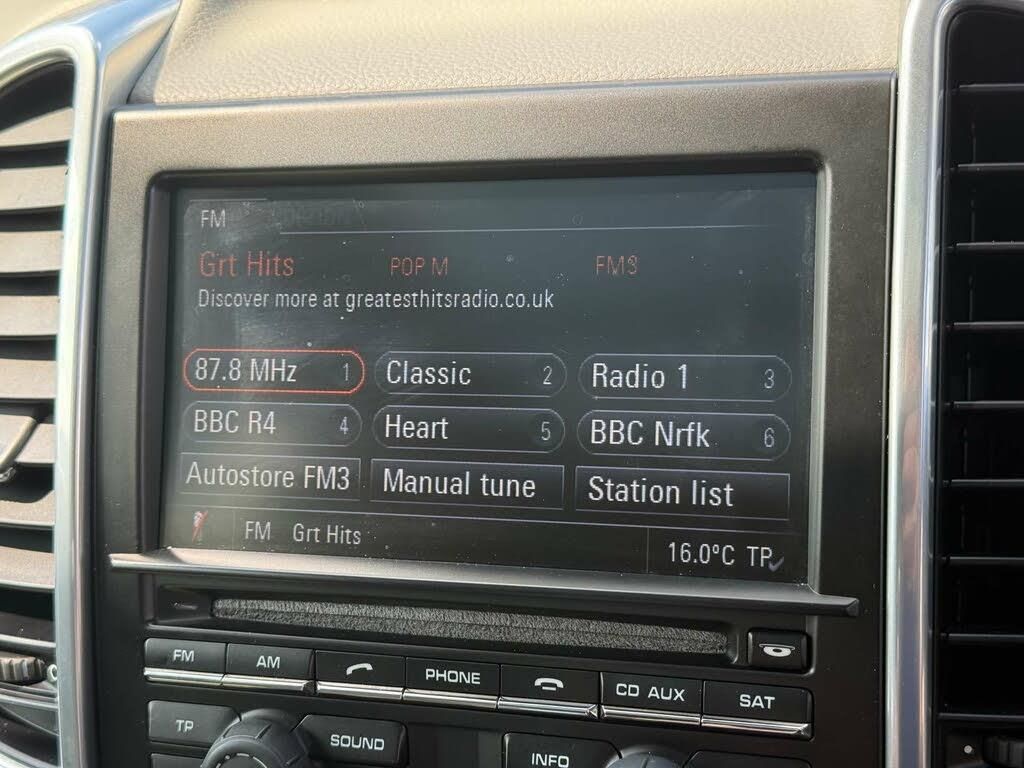 FM
Grt Hits POP M FM3
Discover more at greatesthitsradio.co.uk
87.8 MHz 1 Classic 2 Radio 1 3
BBC R4 4 Heart 5 BBC Nrfk 6
Autostore FM3 Manual tune Station list
FM Grt Hits 16.0°C TP
FM AM PHONE CD AUX SAT
TP SOUND INFO